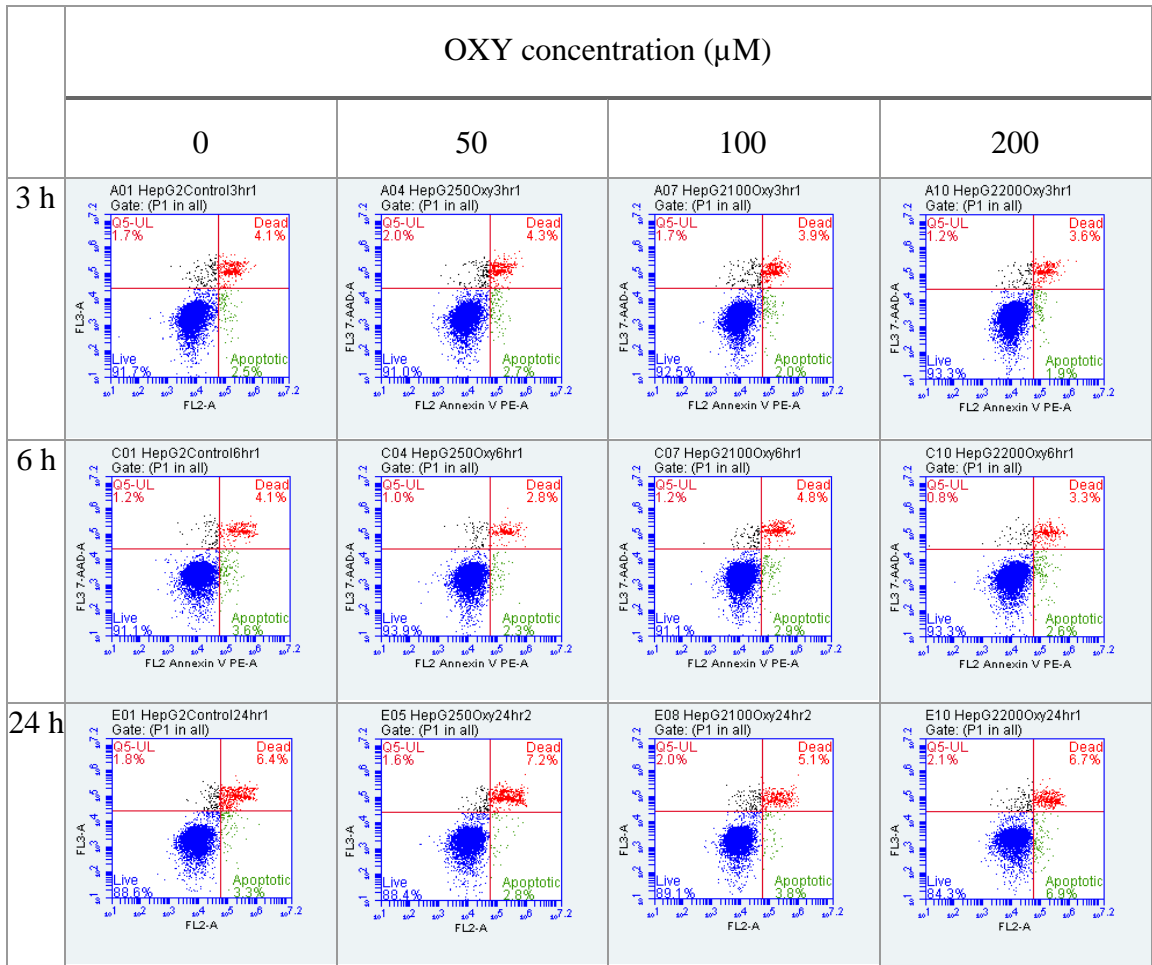 OXY concentration (µM)
0
50
100
200
3 h
A01 HepG2Control3hr1
Gate: (P1 in all)
Q5-UL
1.7%
Dead
4.1%
Live
91.7%
Apoptotic
2.5%
FL3-A
FL2-A
A04 HepG250Oxy3hr1
Gate: (P1 in all)
Q5-UL
2.0%
Dead
4.3%
Live
91.0%
Apoptotic
2.7%
FL3 7-AAD-A
FL2 Annexin V PE-A
A07 HepG2100Oxy3hr1
Gate: (P1 in all)
Q5-UL
1.7%
Dead
3.9%
Live
92.5%
Apoptotic
2.0%
FL3 7-AAD-A
FL2 Annexin V PE-A
A10 HepG2200Oxy3hr1
Gate: (P1 in all)
Q5-UL
1.2%
Dead
3.6%
Live
93.3%
Apoptotic
1.9%
FL3 7-AAD-A
FL2 Annexin V PE-A
6 h
C01 HepG2Control6hr1
Gate: (P1 in all)
Q5-UL
1.2%
Dead
4.1%
Live
91.1%
Apoptotic
3.6%
FL3 7-AAD-A
FL2 Annexin V PE-A
C04 HepG250Oxy6hr1
Gate: (P1 in all)
Q5-UL
1.0%
Dead
2.8%
Live
93.9%
Apoptotic
2.3%
FL3 7-AAD-A
FL2 Annexin V PE-A
C07 HepG2100Oxy6hr1
Gate: (P1 in all)
Q5-UL
1.2%
Dead
4.8%
Live
91.1%
Apoptotic
2.9%
FL3 7-AAD-A
FL2 Annexin V PE-A
C10 HepG2200Oxy6hr1
Gate: (P1 in all)
Q5-UL
0.8%
Dead
3.3%
Live
93.3%
Apoptotic
2.6%
FL3 7-AAD-A
FL2 Annexin V PE-A
24 h
E01 HepG2Control24hr1
Gate: (P1 in all)
Q5-UL
1.8%
Dead
6.4%
Live
88.6%
Apoptotic
3.3%
FL3-A
FL2-A
E05 HepG250Oxy24hr2
Gate: (P1 in all)
Q5-UL
1.6%
Dead
7.2%
Live
88.4%
Apoptotic
2.8%
FL3-A
FL2-A
E08 HepG2100Oxy24hr2
Gate: (P1 in all)
Q5-UL
2.0%
Dead
5.1%
Live
89.1%
Apoptotic
3.8%
FL3-A
FL2-A
E10 HepG2200Oxy24hr1
Gate: (P1 in all)
Q5-UL
2.1%
Dead
6.7%
Live
84.3%
Apoptotic
6.9%
FL3-A
FL2-A